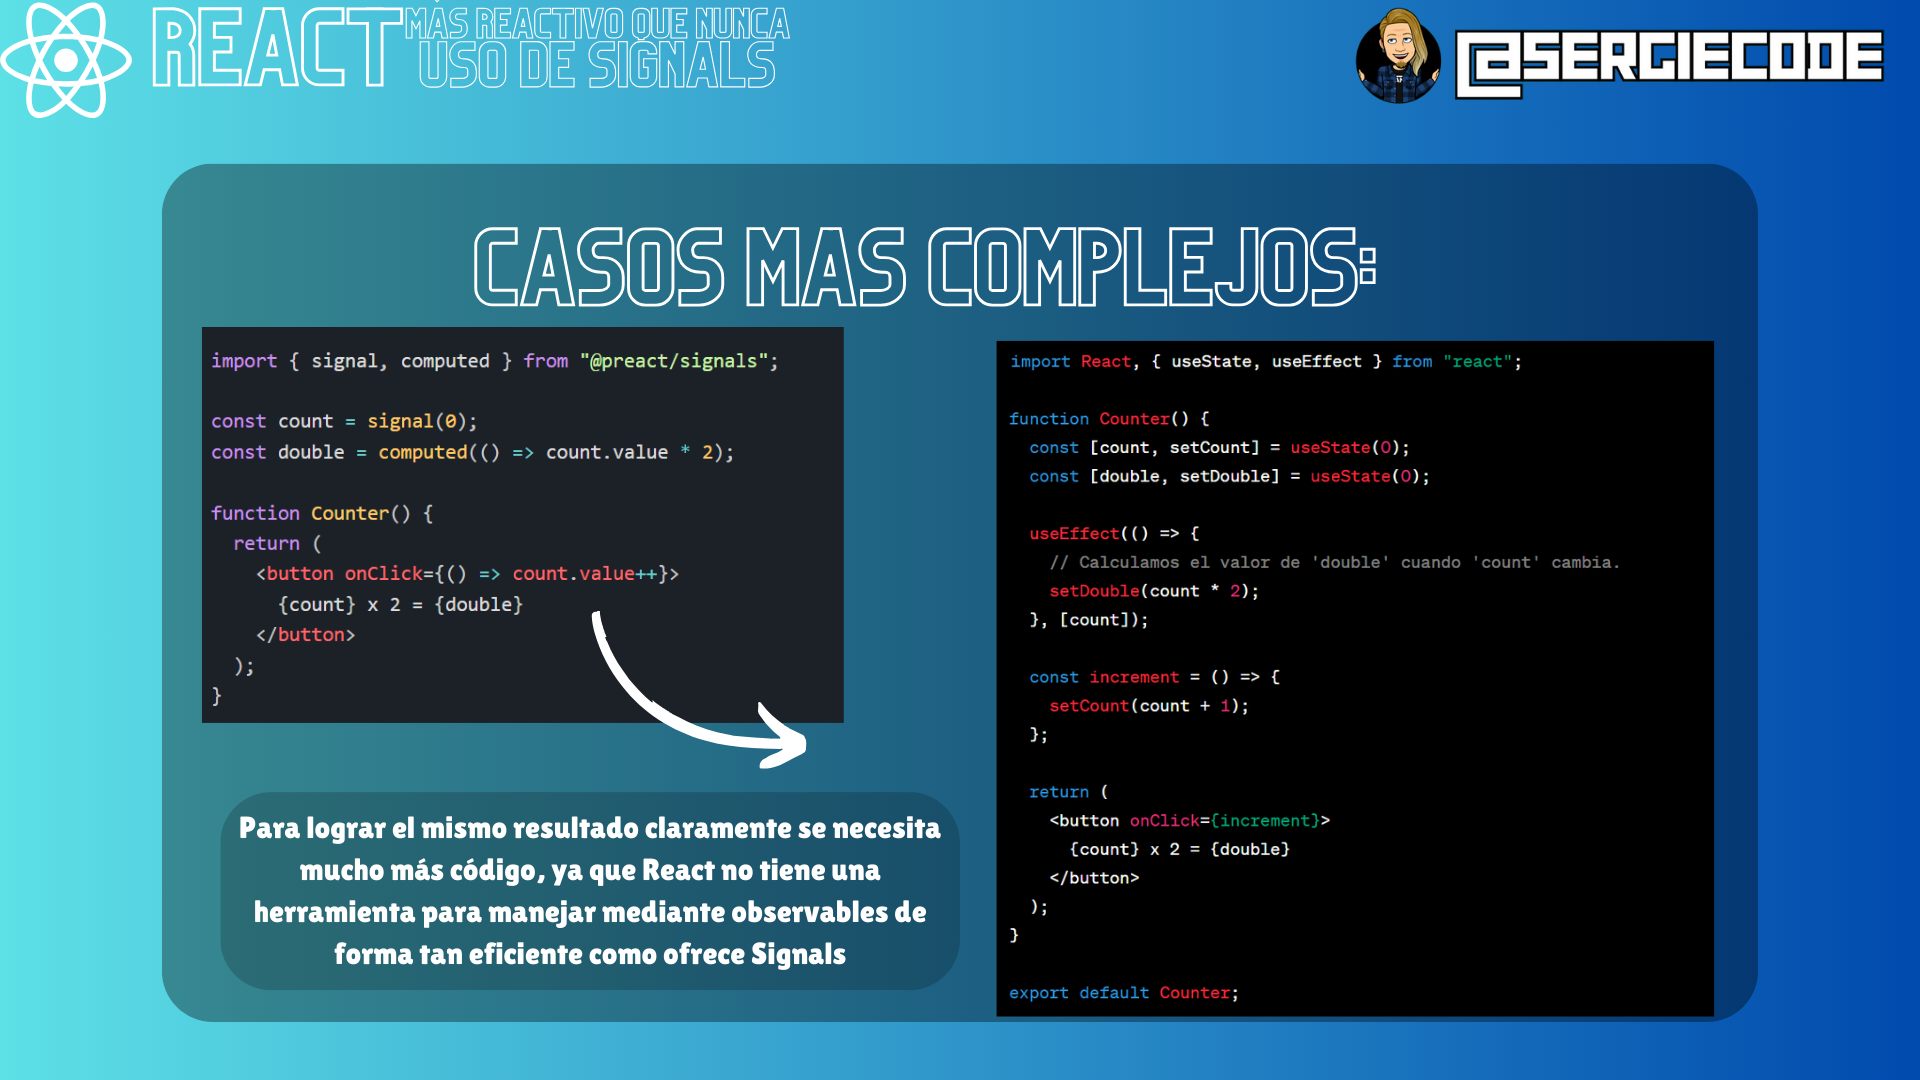 REACT
MÁS REACTIVO QUE NUNCA
USO DE SIGNALS
@SERGIECODE
CASOS MAS COMPLEJOS:
import { signal, computed } from "@preact/signals";
const count = signal(0);
const double = computed(() => count.value * 2);
function Counter() {
  return (
    <button onClick={() => count.value++}>
      {count} x 2 = {double}
    </button>
  );
}
Para lograr el mismo resultado claramente se necesita
mucho más código, ya que React no tiene una
herramienta para manejar mediante observables de
forma tan eficiente como ofrece Signals
import React, { useState, useEffect } from "react";
function Counter() {
  const [count, setCount] = useState(0);
  const [double, setDouble] = useState(0);
  useEffect(() => {
    // Calculamos el valor de 'double' cuando 'count' cambia.
    setDouble(count * 2);
  }, [count]);
  const increment = () => {
    setCount(count + 1);
  };
  return (
    <button onClick={increment}>
      {count} x 2 = {double}
    </button>
  );
}
export default Counter;